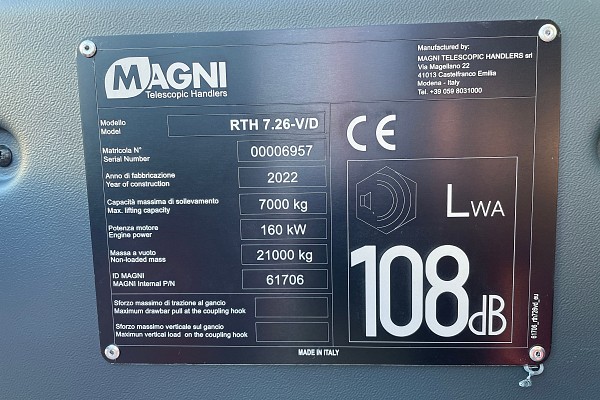 MAGNI
Telescopic Handlers
Manufactured by:
MAGNI TELESCOPIC HANDLERS srl
Via Magellano 22
41013 Castelfranco Emilia
Modena - Italy
Tel. +39 059 8031000
Modello
Model
RTH 7.26-V/D
Matricola N°
Serial Number
00006957
Anno di fabbricazione
Year of construction
2022
Capacità massima di sollevamento
Max. lifting capacity
7000 kg
Potenza motore
Engine power
160 kW
Massa a vuoto
Non-loaded mass
21000 kg
ID MAGNI
MAGNI Internal P/N
61706
Sforzo massimo di trazione al gancio
Maximum drawbar pull at the coupling hook
Sforzo massimo verticale sul gancio
Maximun vertical load on the coupling hook
CE
LWA
108dB
61706_rth726vd_eu
MADE IN ITALY